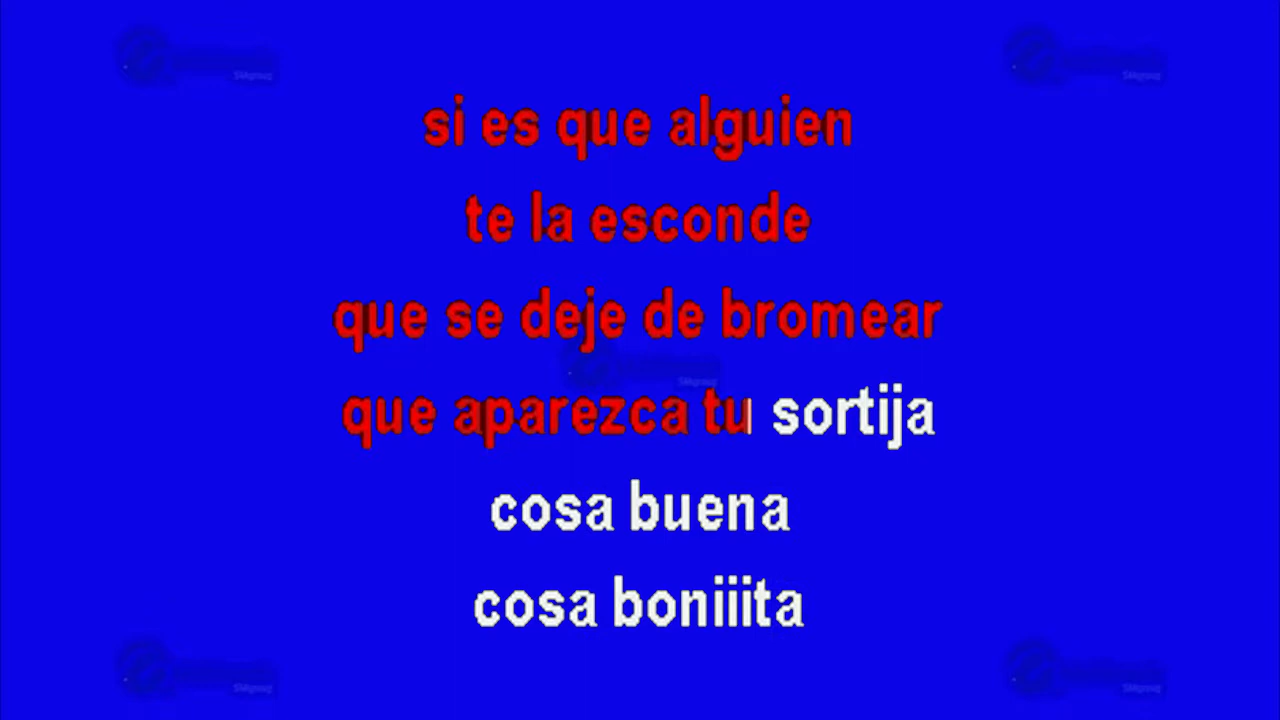 si es que alguien
te la esconde
que se deje de bromear
que aparezca tu sortija
cosa buena
cosa boniiita